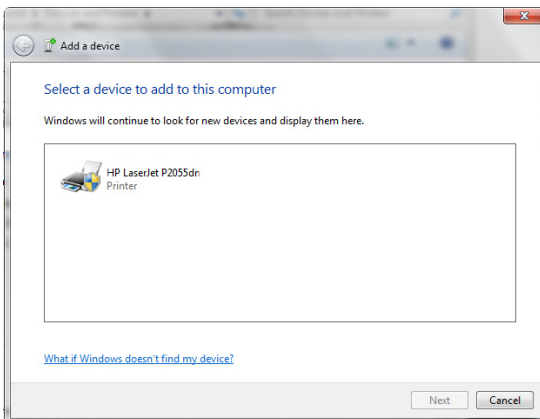 Add a device
Select a device to add to this computer
Windows will continue to look for new devices and display them here.
HP LaserJet P2055dn
Printer
What if Windows doesn't find my device?
Next
Cancel